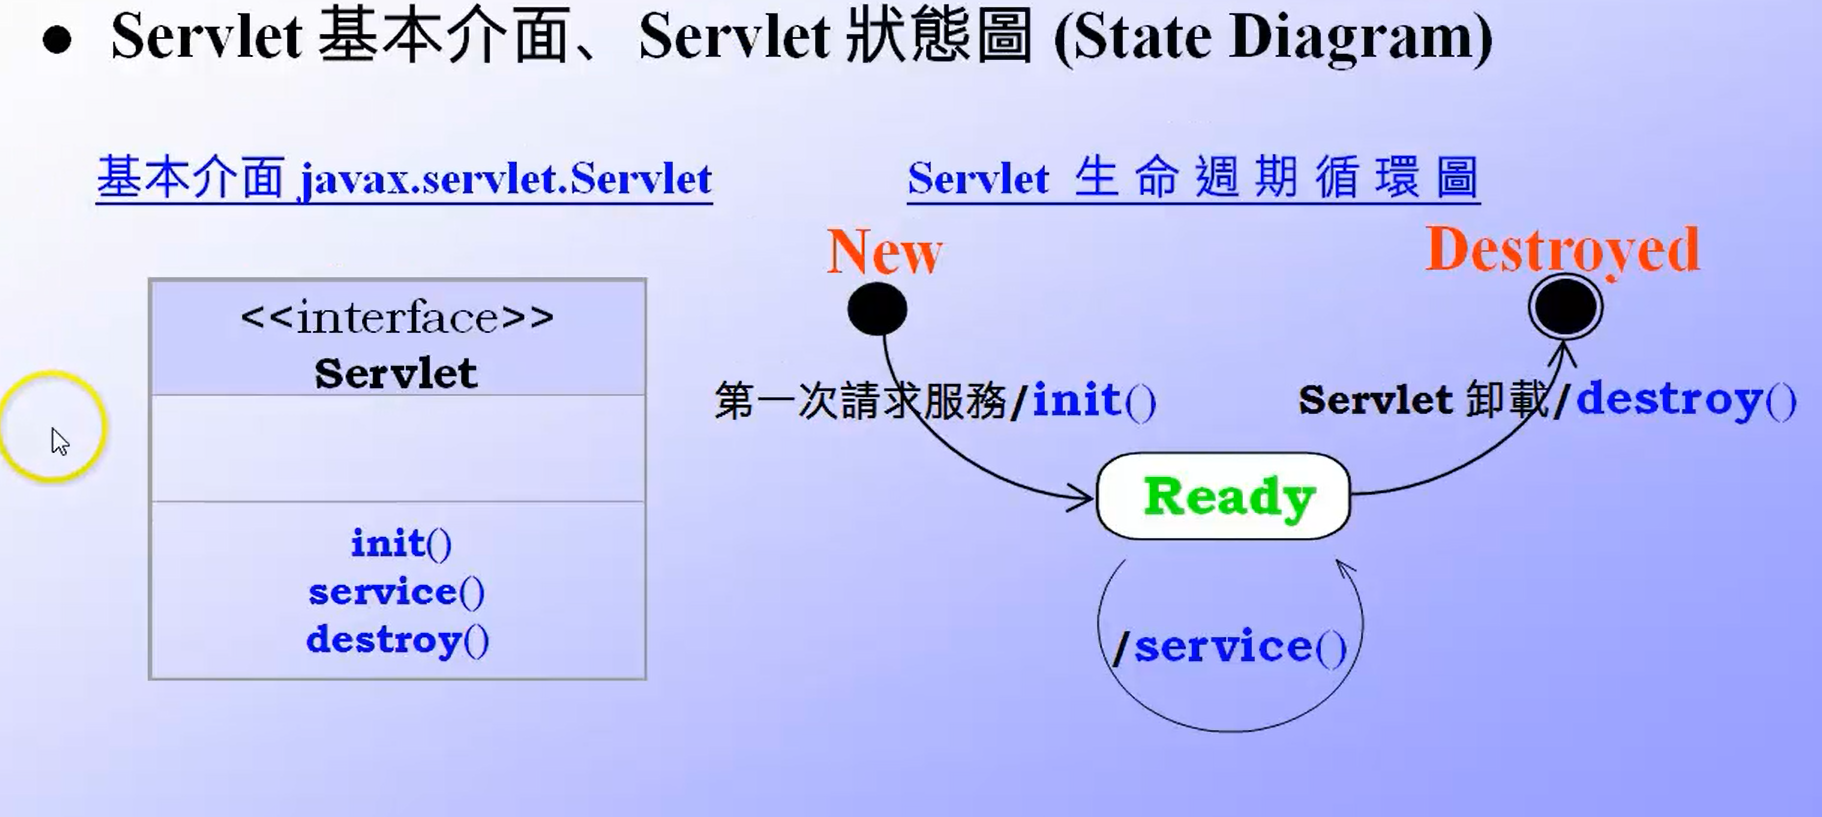 ● Servlet 基本介面、Servlet 狀態圖 (State Diagram)
基本介面 javax.servlet.Servlet
<<interface>>
Servlet
init()
service()
destroy()
Servlet 生命週期循環圖
New
Destroyed
第一次請求服務/init()
Servlet 卸載/destroy()
Ready
/service()